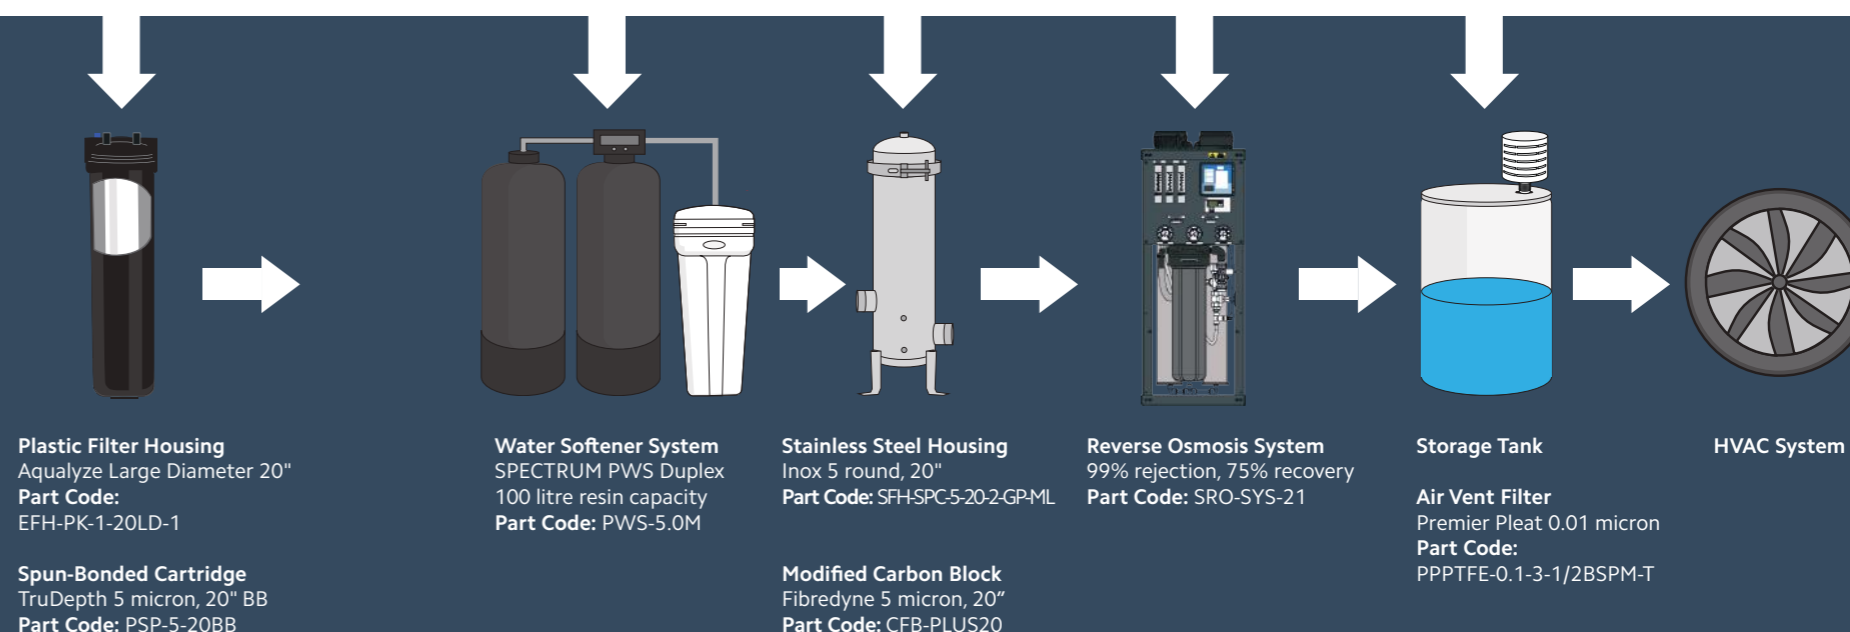 Plastic Filter Housing
Aqualyze Large Diameter 20"
Part Code:
EFH-PK-1-20LD-1
Spun-Bonded Cartridge
TruDepth 5 micron, 20" BB
Part Code: PSP-5-20BB
Water Softener System
SPECTRUM PWS Duplex
100 litre resin capacity
Part Code: PWS-5.0M
Stainless Steel Housing
Inox 5 round, 20"
Part Code: SFH-SPC-5-20-2-GP-ML
Modified Carbon Block
Fibredyne 5 micron, 20”
Part Code: CFB-PLUS20
Reverse Osmosis System
99% rejection, 75% recovery
Part Code: SRO-SYS-21
Storage Tank
Air Vent Filter
Premier Pleat 0.01 micron
Part Code:
PPPTFE-0.1-3-1/2BSPM-T
HVAC System